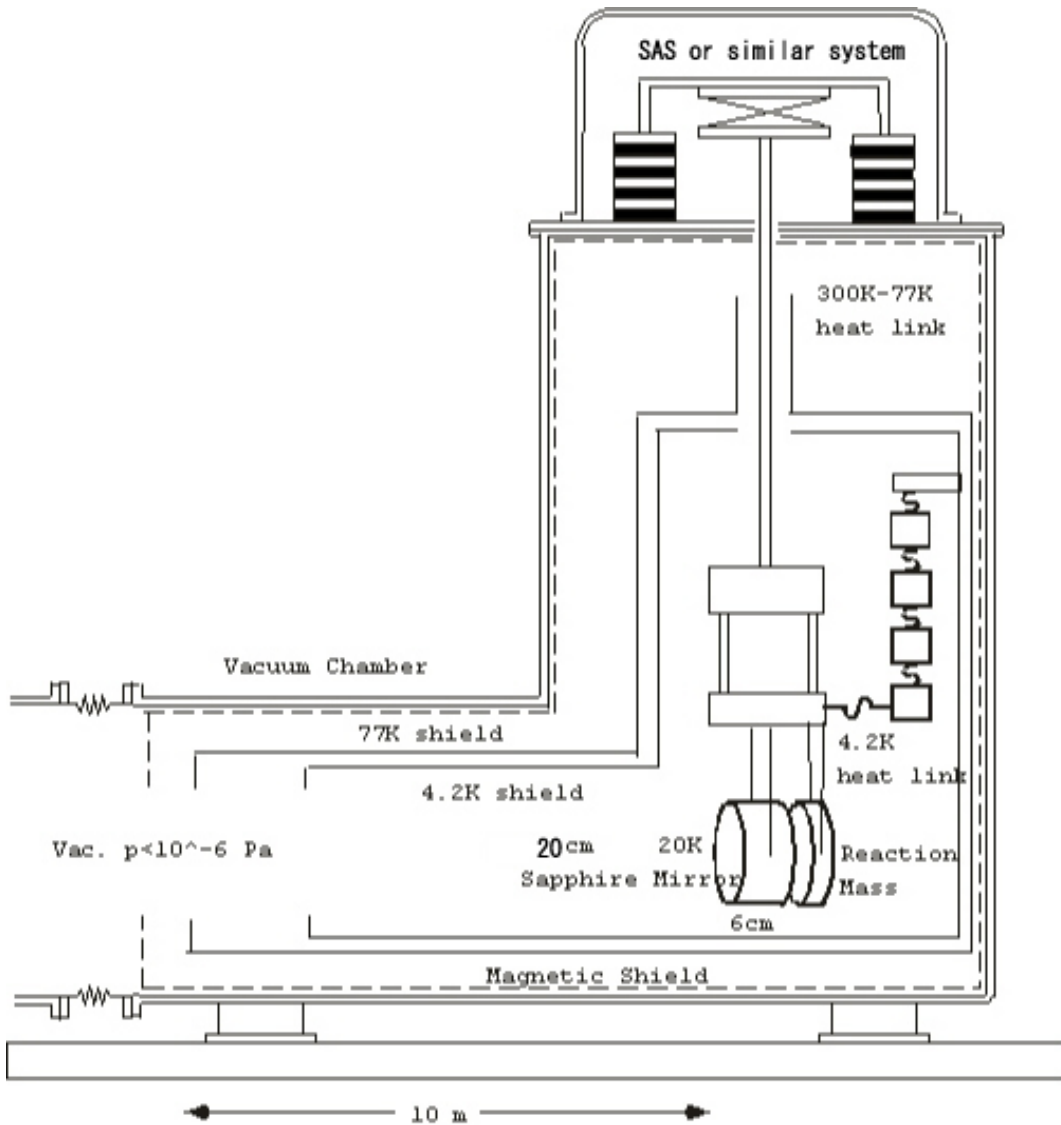 SAS or similar system
300K-77K
heat link
Vacuum Chamber
77K shield
4.2K
heat link
4.2K shield
Vac. p<10^-6 Pa
20cm
20K
Sapphire Mirror
Reaction
Mass
6cm
Magnetic Shield
10 m